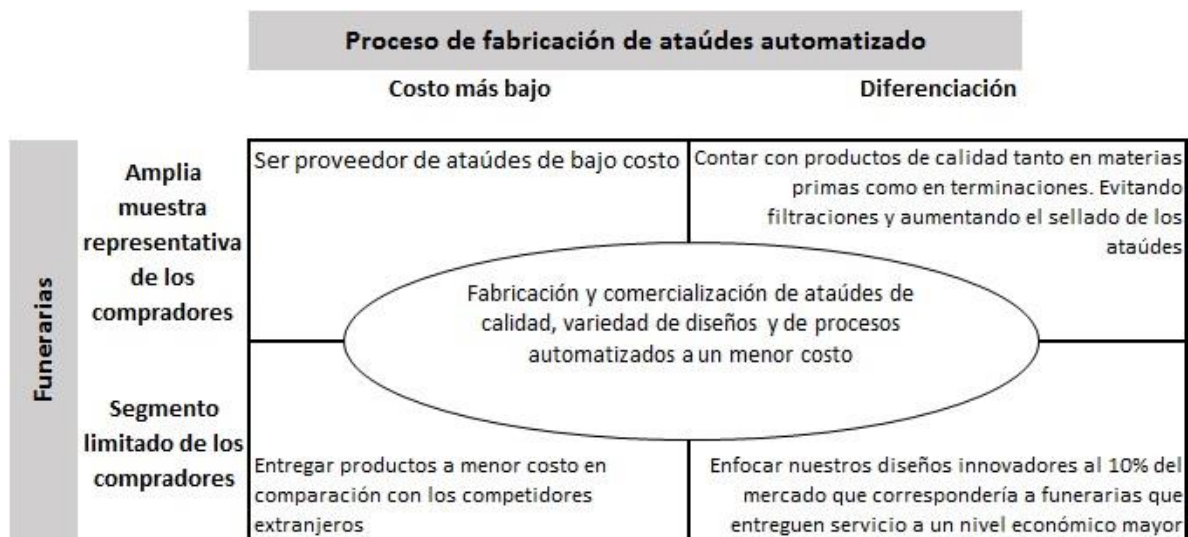 Proceso de fabricación de ataúdes automatizado
Costo más bajo
Diferenciación
Funerarias
Amplia
muestra
representativa
de los
compradores
Ser proveedor de ataúdes de bajo costo
Contar con productos de calidad tanto en materias
primas como en terminaciones. Evitando
filtraciones y aumentando el sellado de los
ataúdes
Fabricación y comercialización de ataúdes de
calidad, variedad de diseños y de procesos
automatizados a un menor costo
Segmento
limitado de los
compradores
Entregar productos a menor costo en
comparación con los competidores
extranjeros
Enfocar nuestros diseños innovadores al 10% del
mercado que correspondería a funerarias que
entreguen servicio a un nivel económico mayor